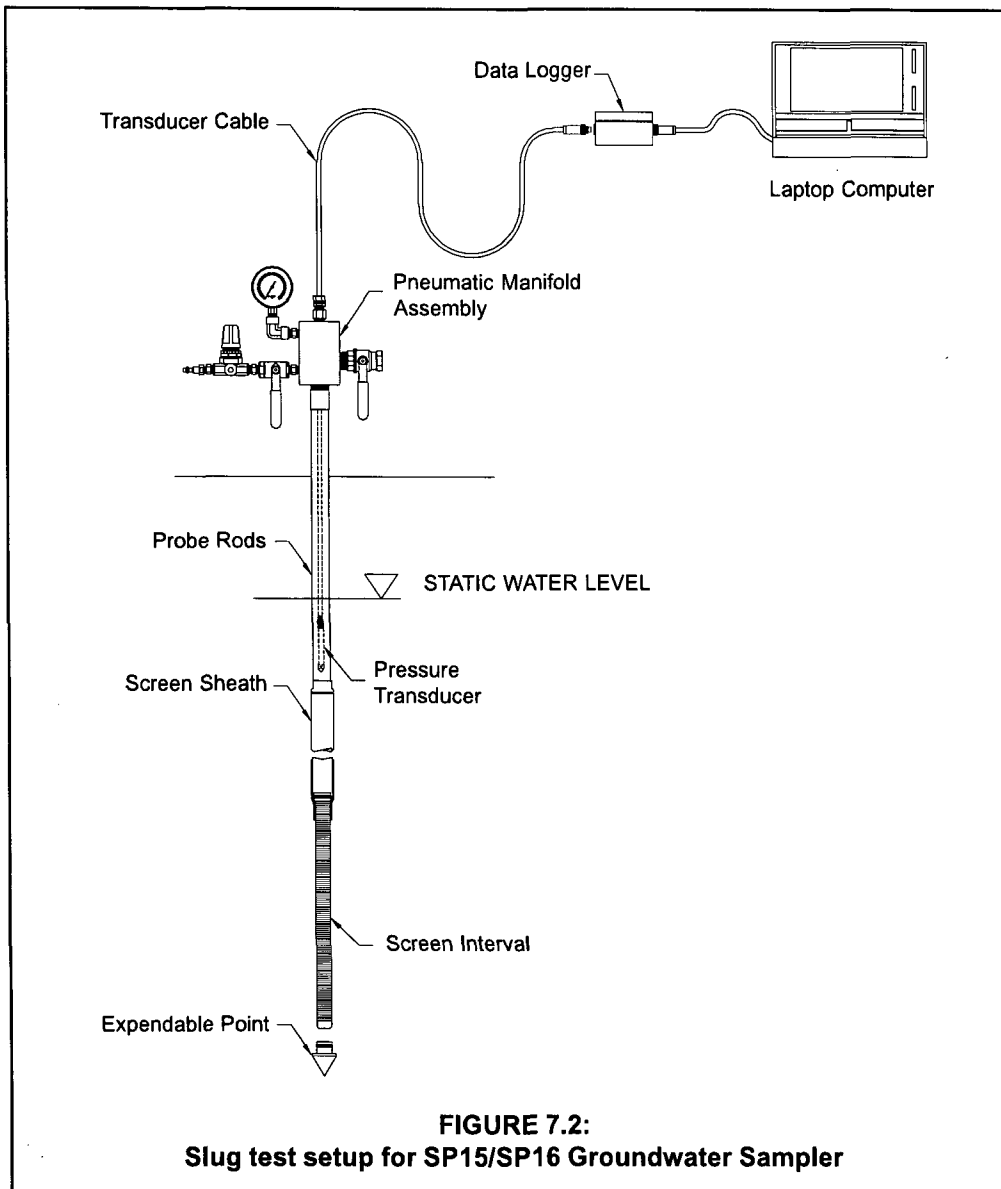 Data Logger
Transducer Cable
Laptop Computer
Pneumatic Manifold
Assembly
Probe Rods
STATIC WATER LEVEL
Pressure
Transducer
Screen Sheath
Screen Interval
Expendable Point
FIGURE 7.2:
Slug test setup for SP15/SP16 Groundwater Sampler